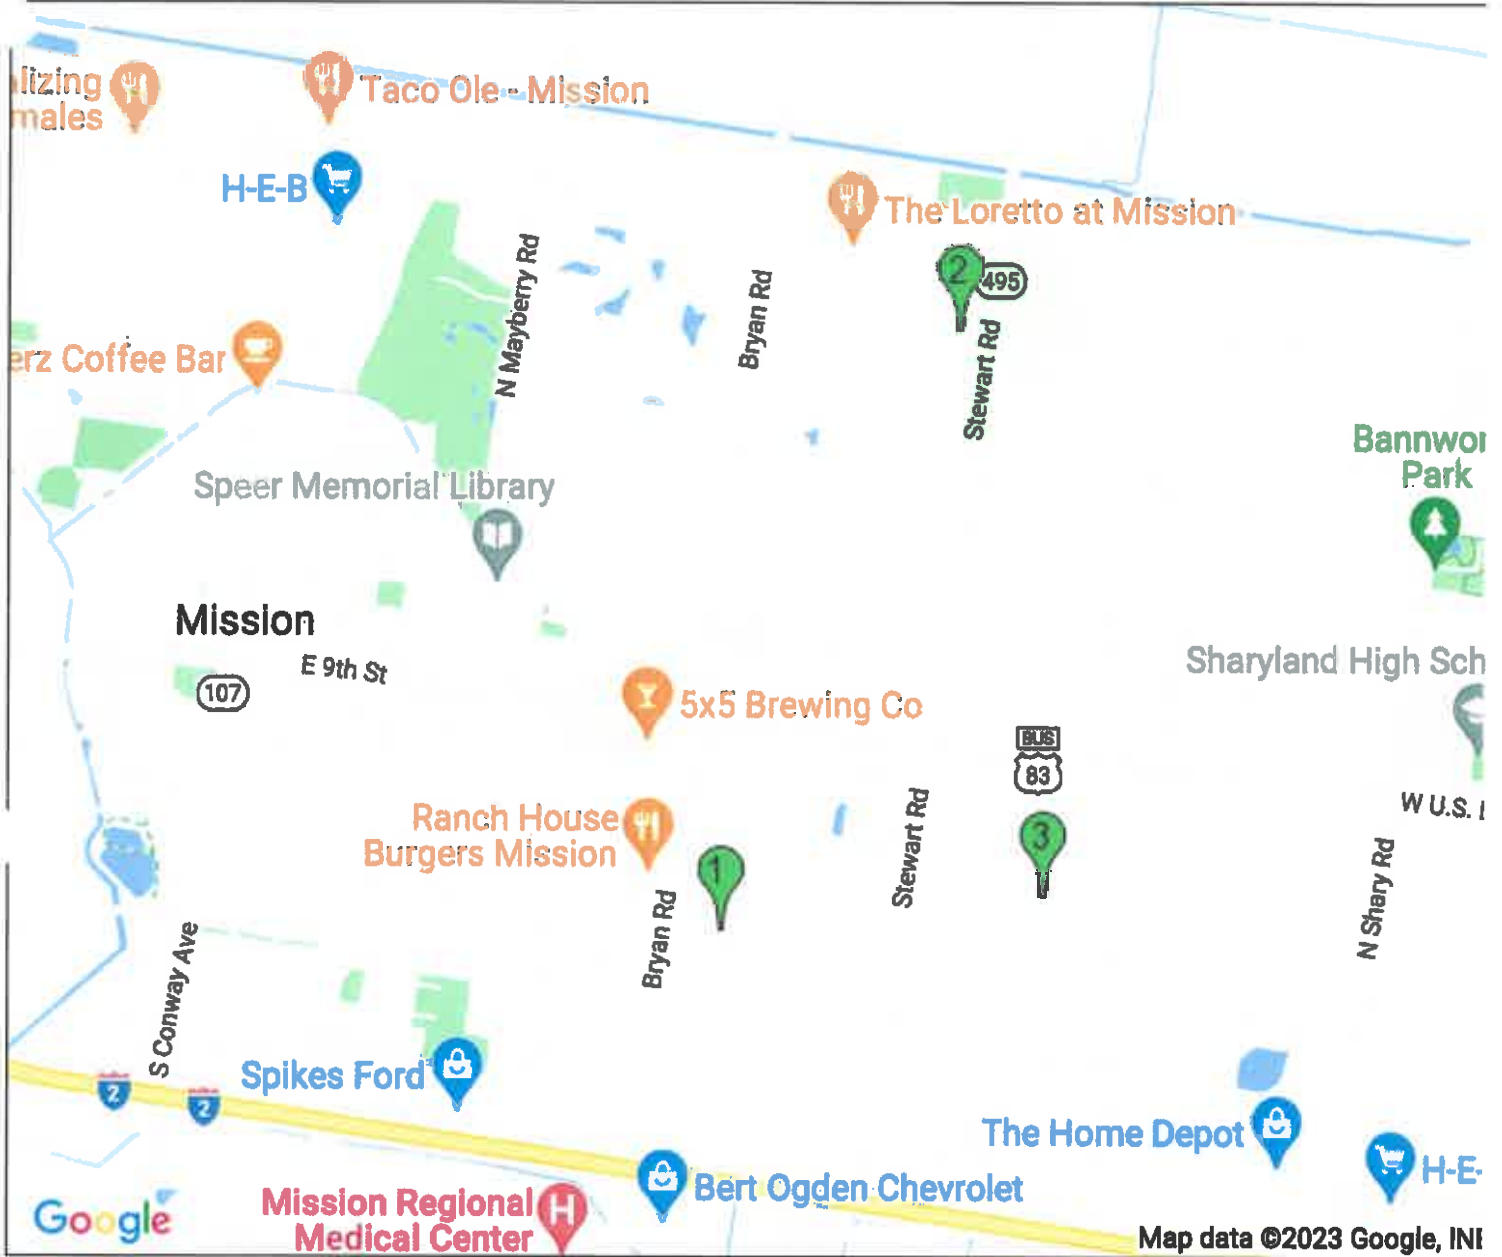 lizing
males
Taco Ole - Mission
H-E-B
The Loretto at Mission
2
495
N Mayberry Rd
Bryan Rd
Stewart Rd
erz Coffee Bar
Bannwor
Park
Speer Memorial Library
Mission
E 9th St
107
Sharyland High Sch
5x5 Brewing Co
BUS
83
W U.S.
Ranch House
Burgers Mission
1
Stewart Rd
3
N Shary Rd
Bryan Rd
S Conway Ave
2
2
Spikes Ford
The Home Depot
H-E-
Bert Ogden Chevrolet
Mission Regional
Medical Center
H
Google
Map data ©2023 Google, INE